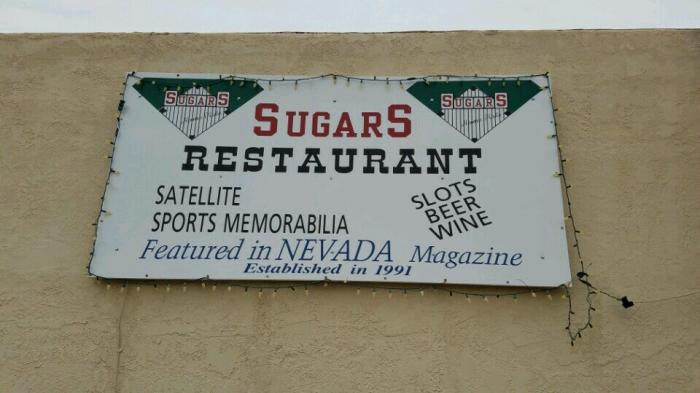 SUGARS
SUGARS
SUGARS
RESTAURANT
SATELLITE
SPORTS MEMORABILIA
SLOTS
BEER
WINE
Featured in NEVADA Magazine
Established in 1991